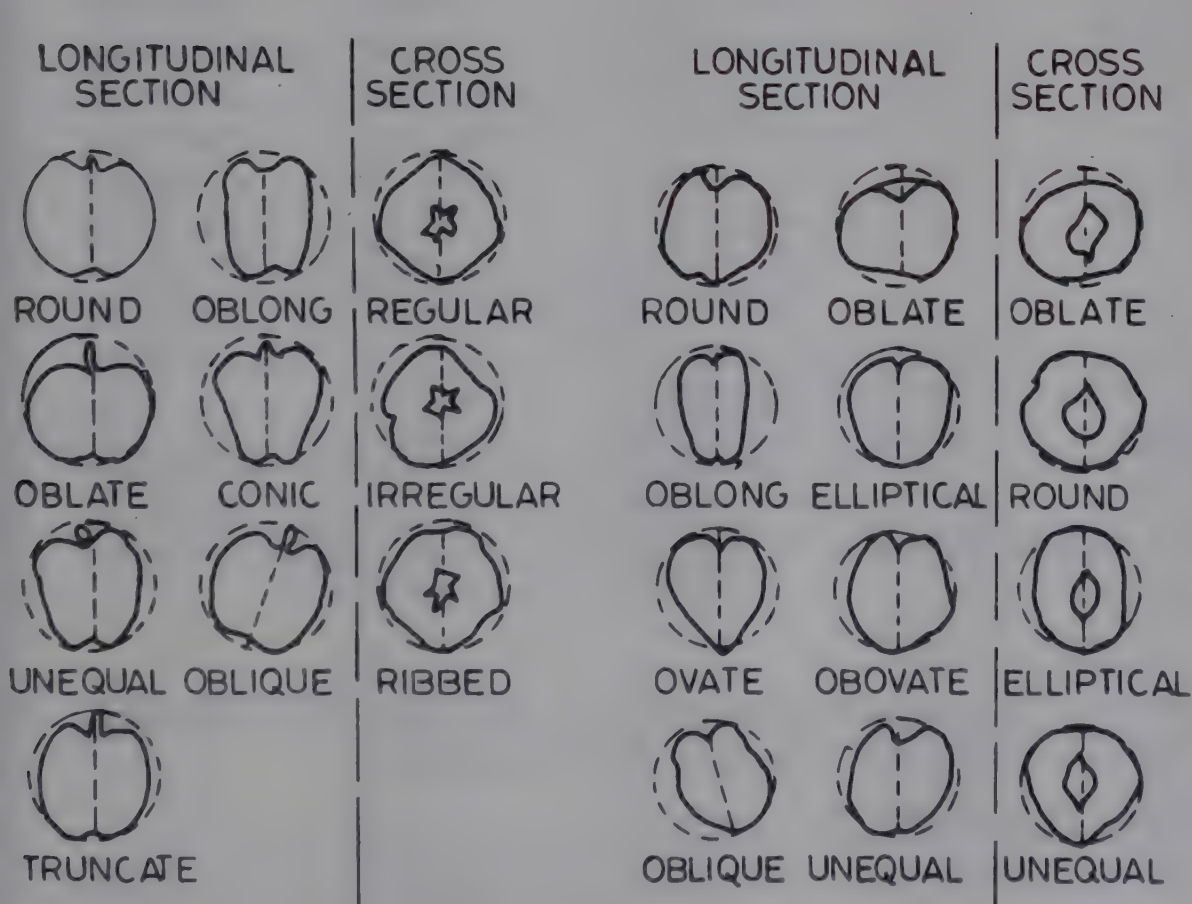 LONGITUDINAL
SECTION
CROSS
SECTION
ROUND
OBLONG
REGULAR
OBLATE
CONIC
IRREGULAR
UNEQUAL
OBLIQUE
RIBBED
TRUNCATE
LONGITUDINAL
SECTION
CROSS
SECTION
ROUND
OBLATE
OBLATE
OBLONG
ELLIPTICAL
ROUND
OVATE
OBOVATE
ELLIPTICAL
OBLIQUE
UNEQUAL
UNEQUAL